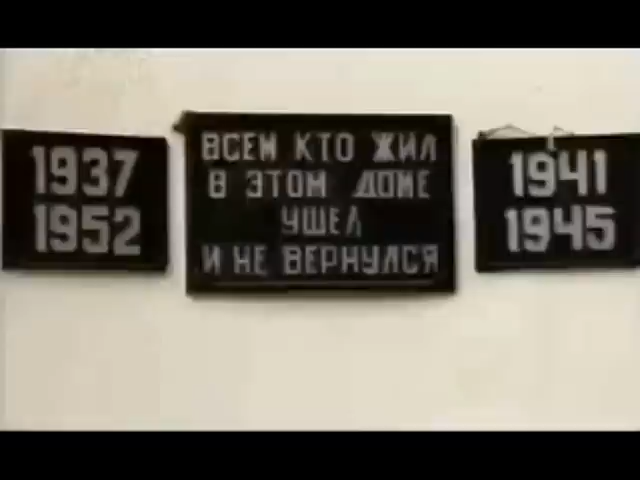 1937
1952
ВСЕМ КТО ЖИЛ
В ЭТОМ ДОМЕ
УШЕЛ
И НЕ ВЕРНУЛСЯ
1941
1945